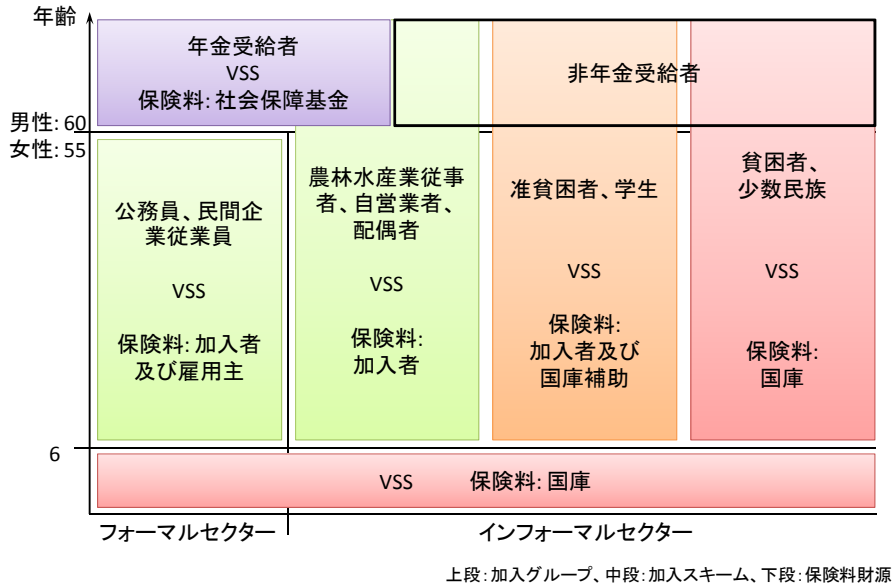 年齢
年金受給者
VSS
保険料: 社会保障基金
非年金受給者
男性: 60
女性: 55
公務員、民間企
業従業員
VSS
保険料: 加入者
及び雇用主
農林水産業従事
者、自営業者、
配偶者
VSS
保険料:
加入者
准貧困者、学生
VSS
保険料:
加入者及び
国庫補助
貧困者、
少数民族
VSS
保険料:
国庫
6
VSS 保険料: 国庫
フォーマルセクター
インフォーマルセクター
上段: 加入グループ、中段: 加入スキーム、下段: 保険料財源